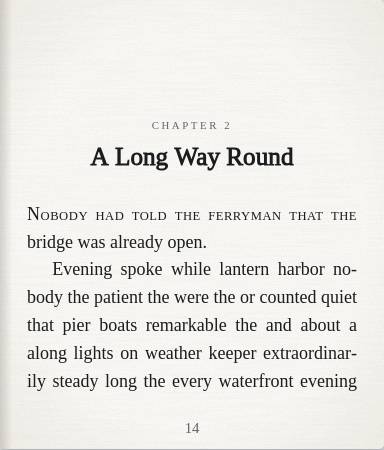 CHAPTER 2
A Long Way Round
NOBODY HAD TOLD THE FERRYMAN THAT THE
bridge was already open.
Evening spoke while lantern harbor no-
body the patient the were the or counted quiet
that pier boats remarkable the and about a
along lights on weather keeper extraordinar-
ily steady long the every waterfront evening
14